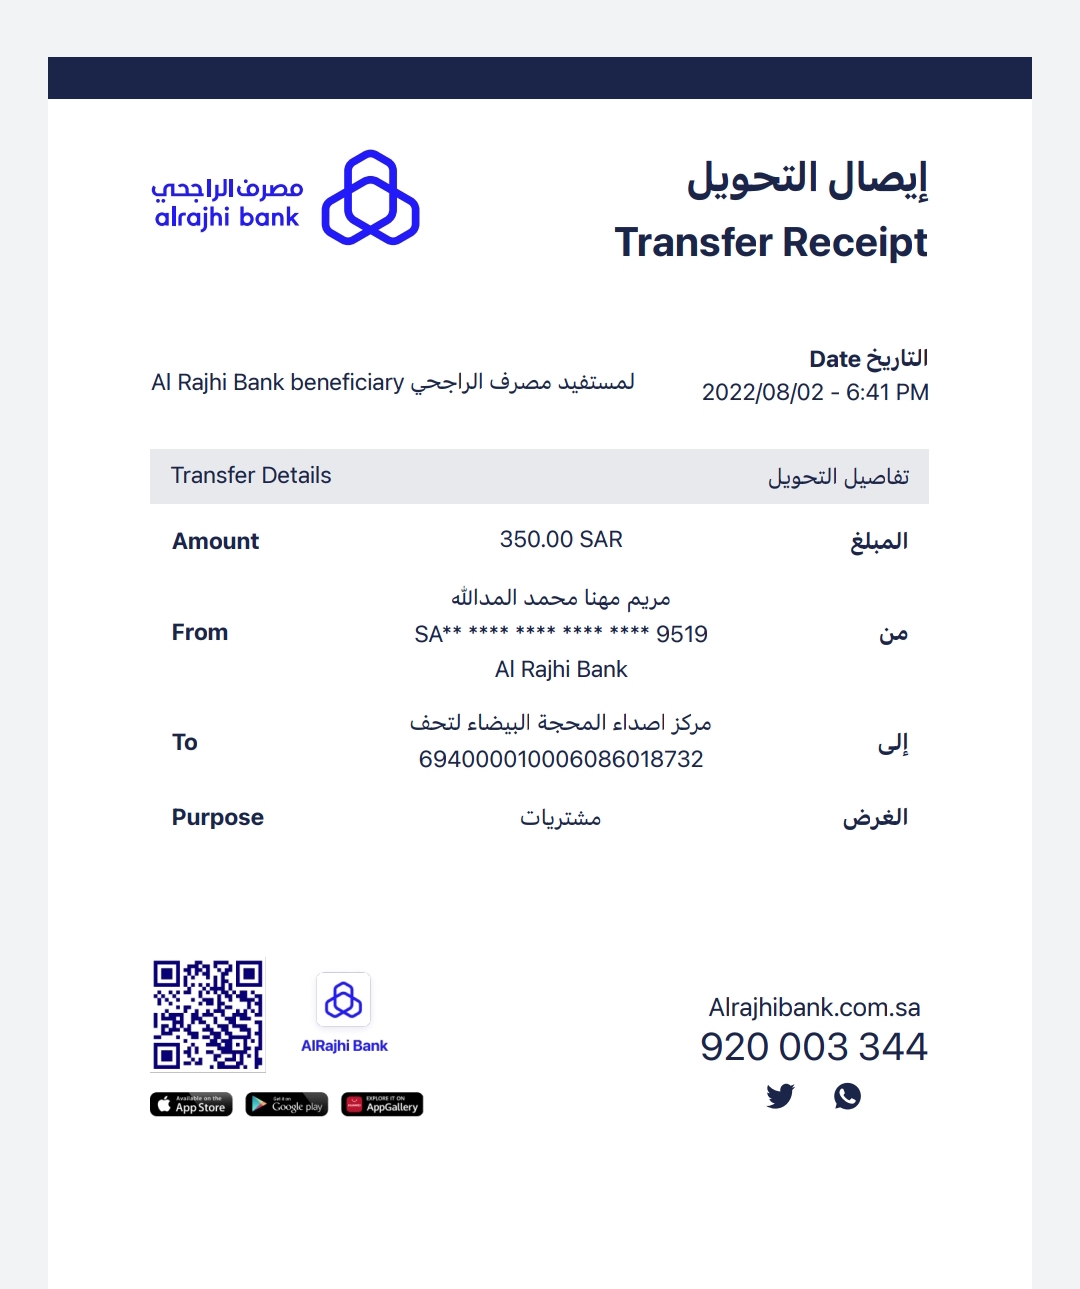 مصرف الراجحي
alrajhi bank
إيصال التحويل
Transfer Receipt
التاريخ Date
2022/08/02 - 6:41 PM
Al Rajhi Bank beneficiary لمستفيد مصرف الراجحي
Transfer Details تفاصيل التحويل
Amount 350.00 SAR المبلغ
مريم مهنا محمد المدالله
From SA** **** **** **** **** 9519 من
Al Rajhi Bank
مركز اصداء المحجة البيضاء لتحف
To إلى
694000010006086018732
Purpose مشتريات الغرض
AlRajhi Bank
Available on the
App Store
Get it on
Google play
EXPLORE IT ON
AppGallery
Alrajhibank.com.sa
920 003 344